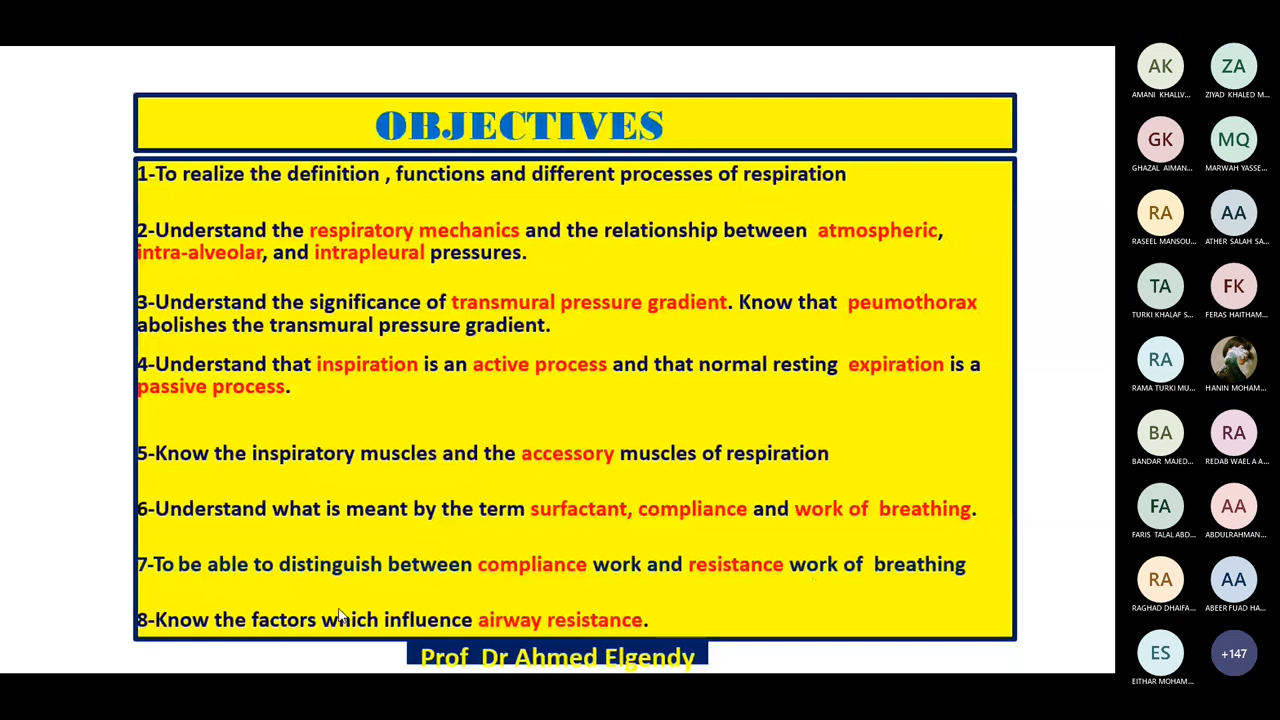 OBJECTIVES
1-To realize the definition , functions and different processes of respiration
2-Understand the respiratory mechanics and the relationship between atmospheric,
intra-alveolar, and intrapleural pressures.
3-Understand the significance of transmural pressure gradient. Know that peumothorax
abolishes the transmural pressure gradient.
4-Understand that inspiration is an active process and that normal resting expiration is a
passive process.
5-Know the inspiratory muscles and the accessory muscles of respiration
6-Understand what is meant by the term surfactant, compliance and work of breathing.
7-To be able to distinguish between compliance work and resistance work of breathing
8-Know the factors which influence airway resistance.
Prof Dr Ahmed Elgendy
AK ZA
AMANI KHALLV... ZIYAD KHALED M...
GK MQ
GHAZAL AIMAN... MARWAH YASSE...
RA AA
RASEEL MANSOU... ATHER SALAH SA...
TA FK
TURKI KHALAF S... FERAS HAITHAM...
RA
RAMA TURKI MU... HANIN MOHAM...
BA RA
BANDAR MAJED... REDAB WAEL A A...
FA AA
FARIS TALAL ABD... ABDULRAHMAN...
RA AA
RAGHAD DHAIFA... ABEER FUAD HA...
ES +147
EITHAR MOHAM...